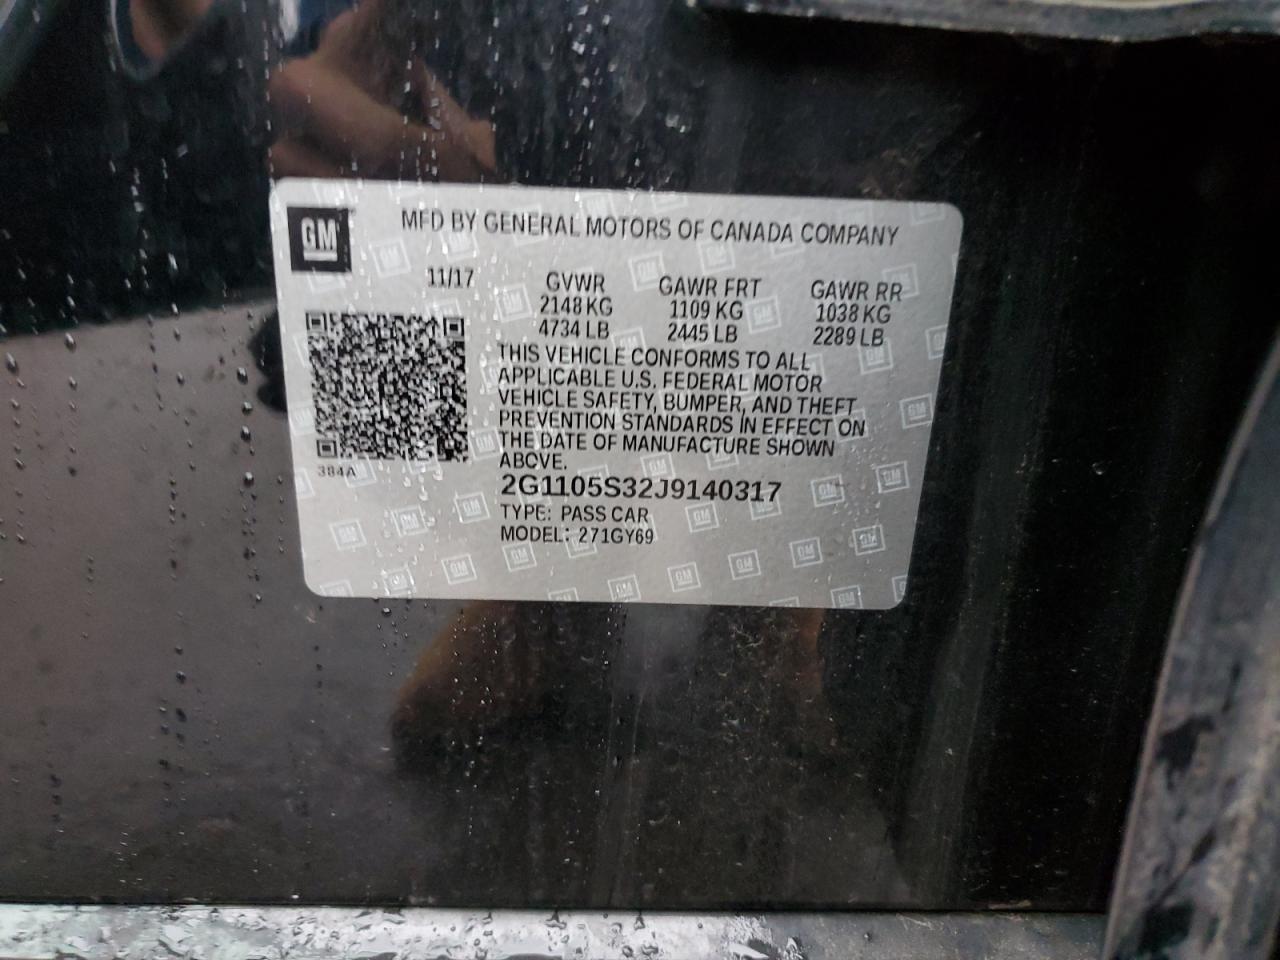 GM
MFD BY GENERAL MOTORS OF CANADA COMPANY
11/17 GVWR GAWR FRT GAWR RR
2148 KG 1109 KG 1038 KG
4734 LB 2445 LB 2289 LB
THIS VEHICLE CONFORMS TO ALL
APPLICABLE U.S. FEDERAL MOTOR
VEHICLE SAFETY, BUMPER, AND THEFT
PREVENTION STANDARDS IN EFFECT ON
THE DATE OF MANUFACTURE SHOWN
ABOVE.
384A
2G1105S32J9140317
TYPE: PASS CAR
MODEL: 271GY69